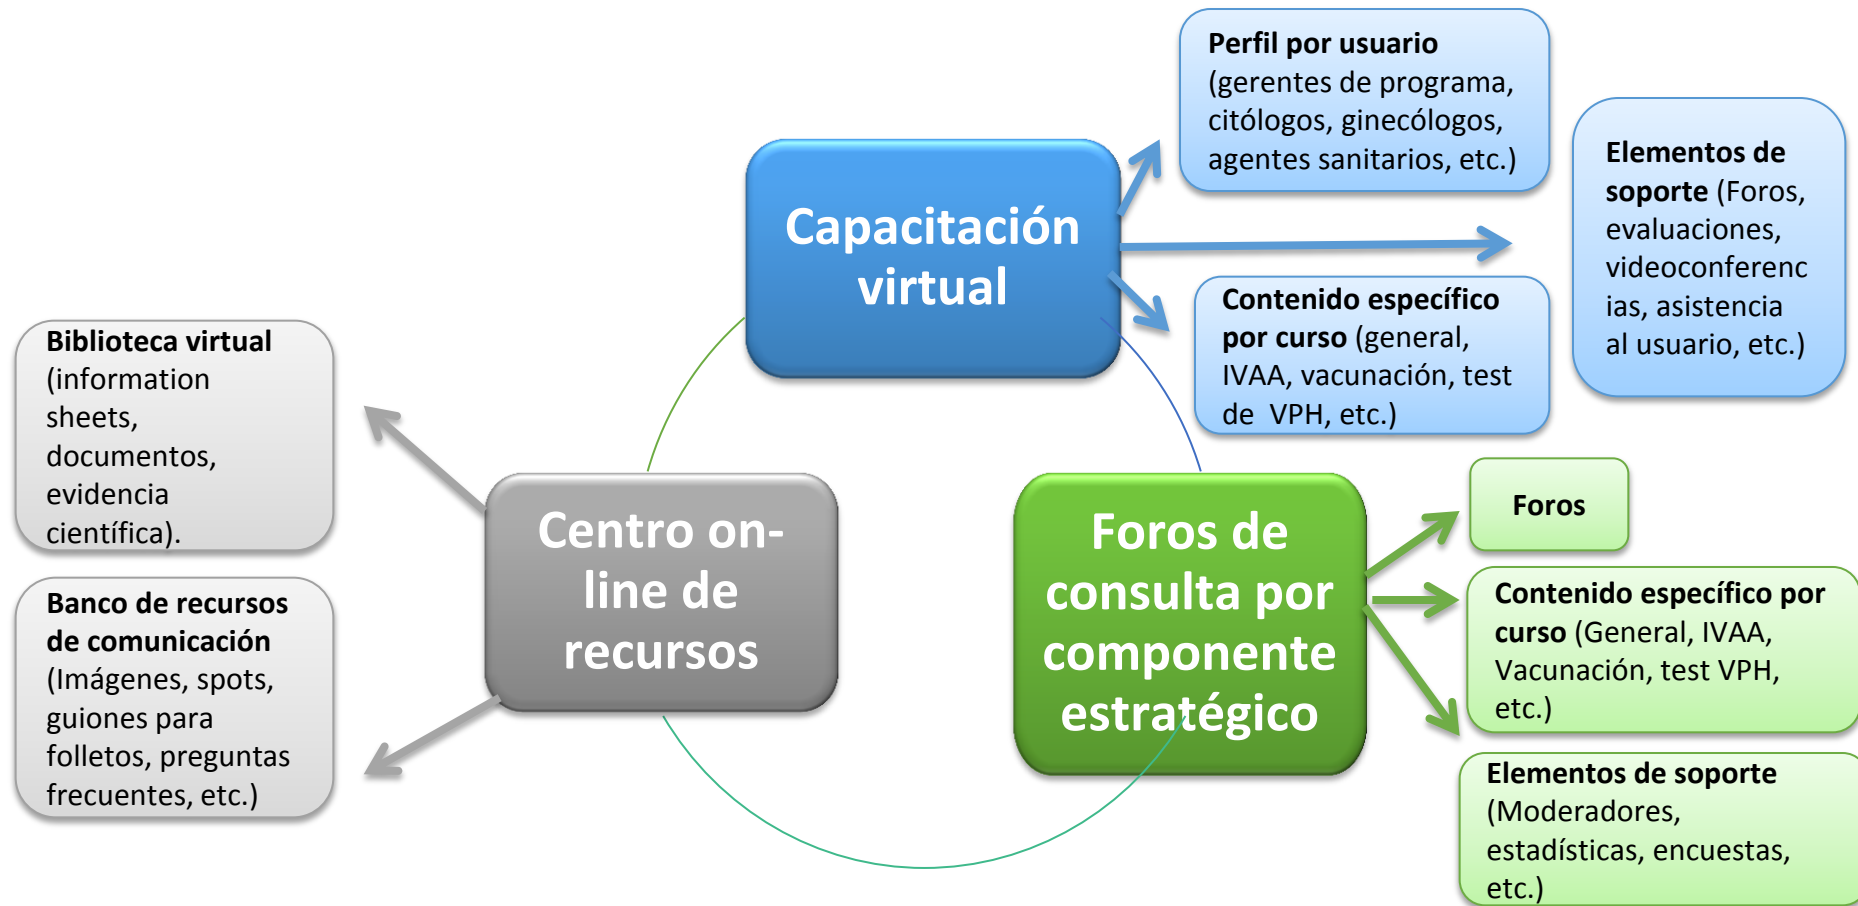 Perfil por usuario
(gerentes de programa,
citólogos, ginecólogos,
agentes sanitarios, etc.)
Elementos de
soporte (Foros,
evaluaciones,
videoconferenc
ias, asistencia
al usuario, etc.)
Capacitación
virtual
Contenido específico
por curso (general,
IVAA, vacunación, test
de  VPH, etc.)
Biblioteca virtual
(information
sheets,
documentos,
evidencia
científica).
Centro on-
line de
recursos
Foros de
consulta por
componente
estratégico
Foros
Banco de recursos
de comunicación
(Imágenes, spots,
guiones para
folletos, preguntas
frecuentes, etc.)
Contenido específico por
curso (General, IVAA,
Vacunación, test VPH,
etc.)
Elementos de soporte
(Moderadores,
estadísticas, encuestas,
etc.)